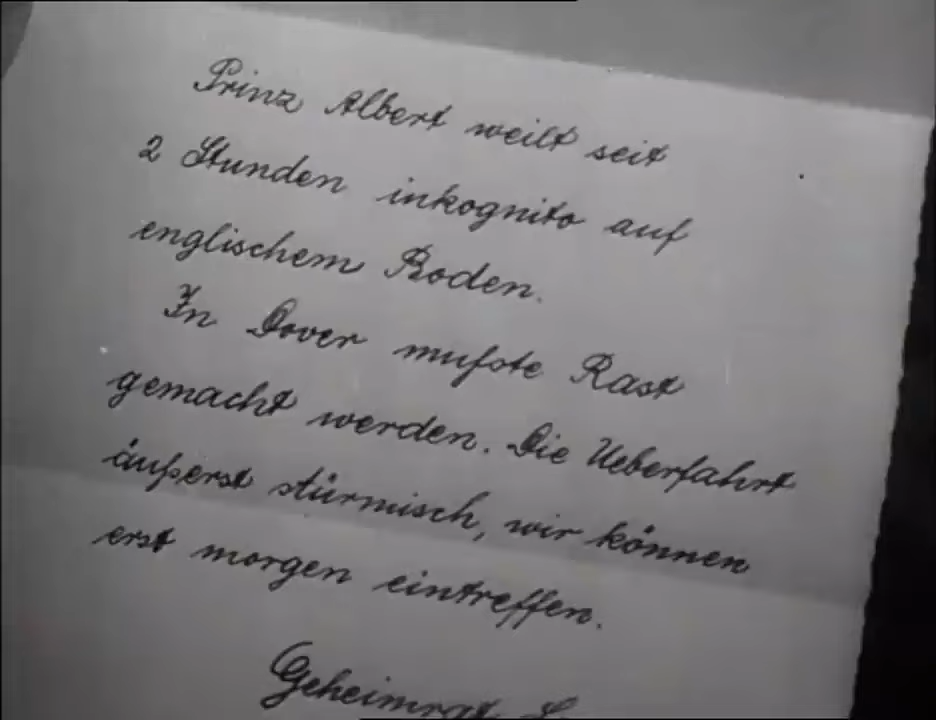 Prinz Albert weilt seit
2 Stunden inkognito auf
englischem Boden.
In Dover mußte Rast
gemacht werden. Die Ueberfahrt
äußerst stürmisch, wir können
erst morgen eintreffen.
Geheimrat